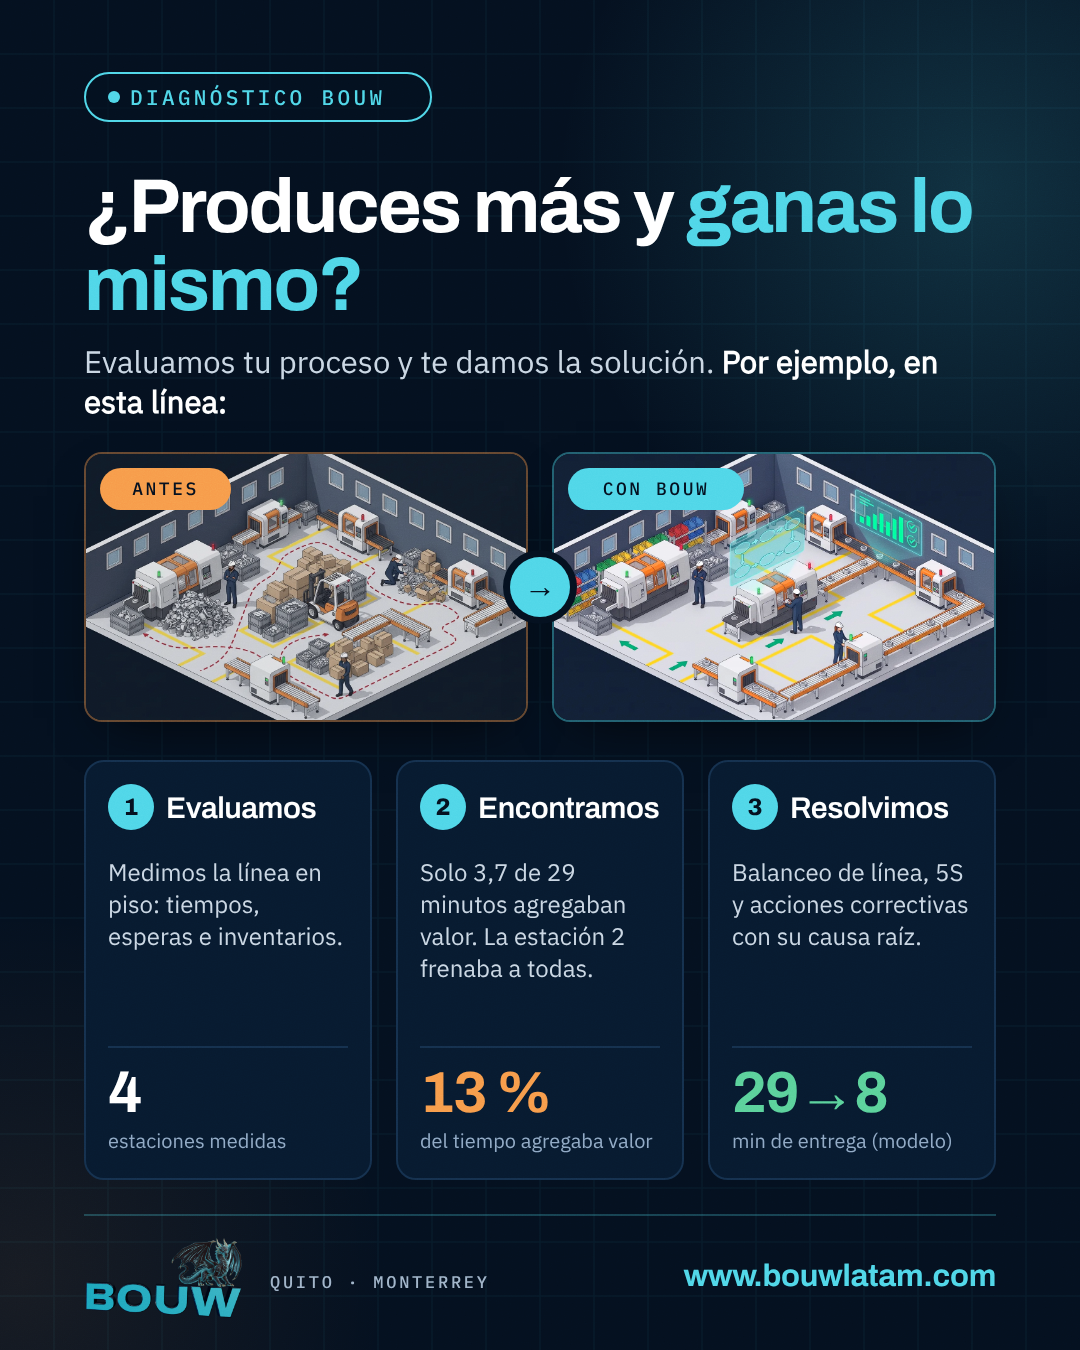 DIAGNÓSTICO BOUW
¿Produces más y ganas lo
mismo?
Evaluamos tu proceso y te damos la solución. Por ejemplo, en
esta línea:
ANTES
→
CON BOUW
1 Evaluamos
Medimos la línea en
piso: tiempos,
esperas e inventarios.
4
estaciones medidas
2 Encontramos
Solo 3,7 de 29
minutos agregaban
valor. La estación 2
frenaba a todas.
13 %
del tiempo agregaba valor
3 Resolvimos
Balanceo de línea, 5S
y acciones correctivas
con su causa raíz.
29→8
min de entrega (modelo)
BOUW
QUITO · MONTERREY
www.bouwlatam.com